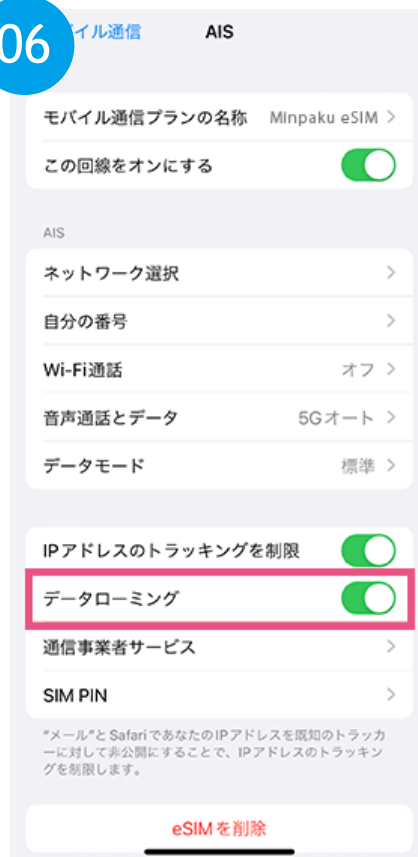 06
イル通信 AIS
モバイル通信プランの名称 Minpaku eSIM >
この回線をオンにする
AIS
ネットワーク選択 >
自分の番号 >
Wi-Fi通話 オフ >
音声通話とデータ 5Gオート >
データモード 標準 >
IPアドレスのトラッキングを制限
データローミング
通信事業者サービス >
SIM PIN >
"メール"とSafariであなたのIPアドレスを既知のトラッカ
ーに対して非公開にすることで、IPアドレスのトラッキン
グを制限します。
eSIMを削除